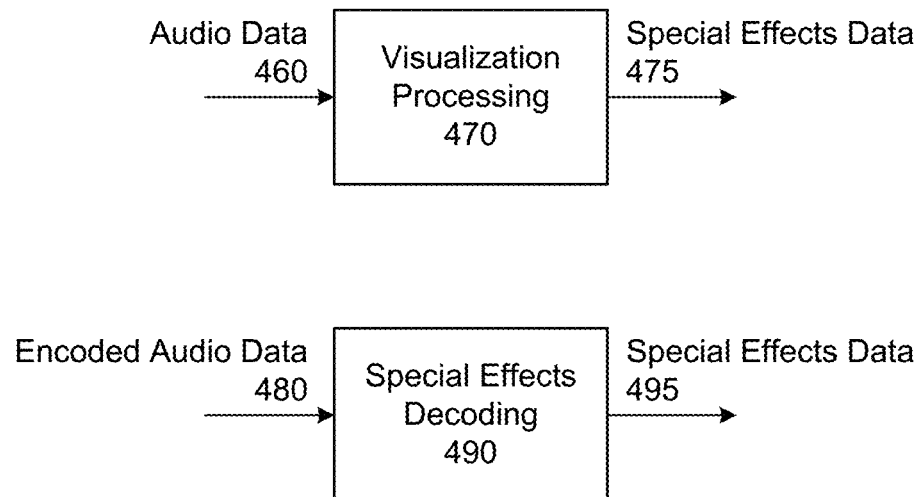 Audio Data
460
Visualization
Processing
470
Special Effects Data
475
Encoded Audio Data
480
Special Effects
Decoding
490
Special Effects Data
495